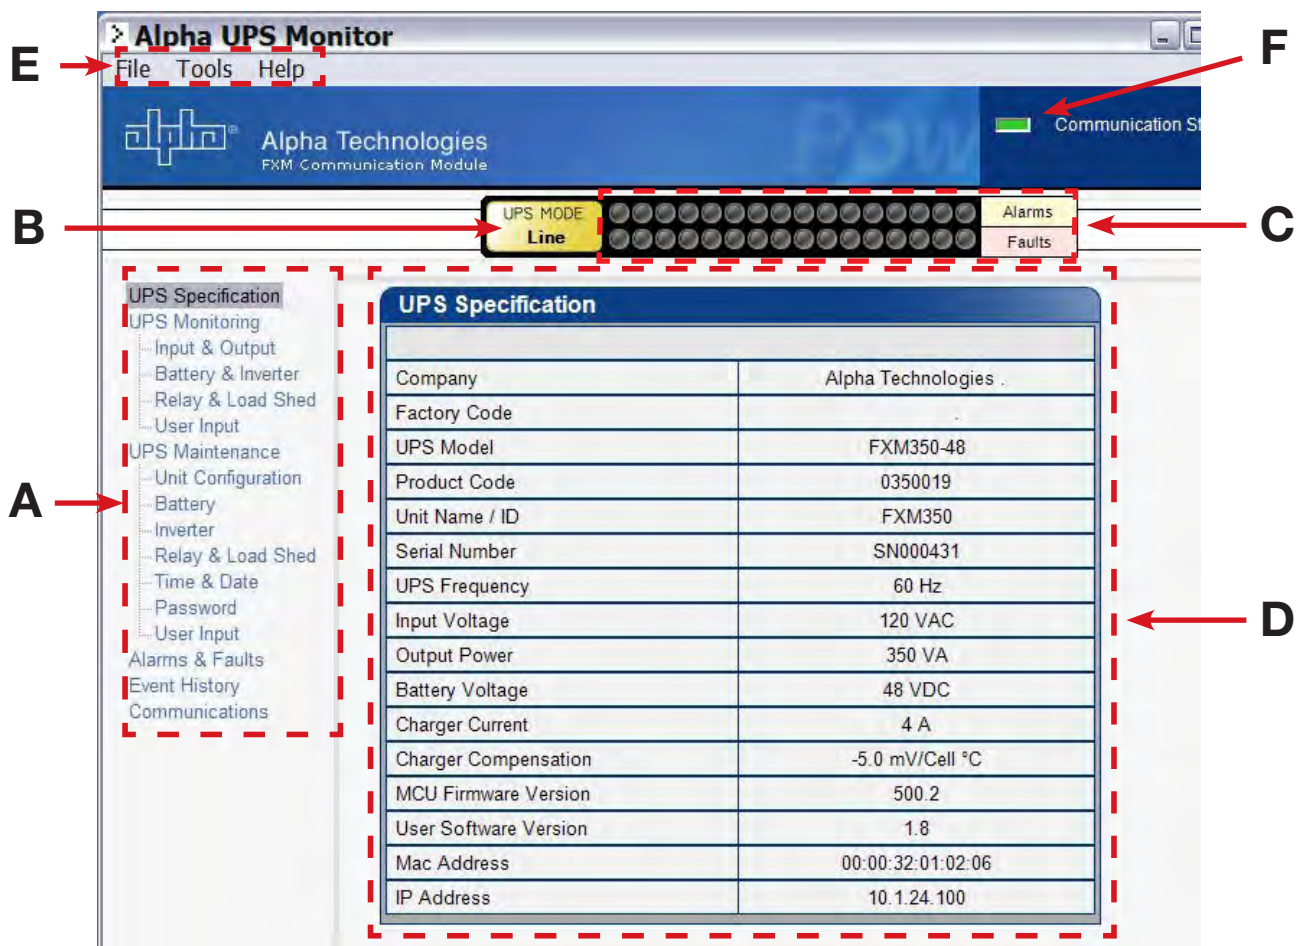 Alpha UPS Monitor
E
File Tools Help
F
alpha®
Alpha Technologies
FXM Communication Module
Pow
Communication St
B
UPS MODE
Line
Alarms
Faults
C
A
UPS Specification
UPS Monitoring
Input & Output
Battery & Inverter
Relay & Load Shed
User Input
UPS Maintenance
Unit Configuration
Battery
Inverter
Relay & Load Shed
Time & Date
Password
User Input
Alarms & Faults
Event History
Communications
UPS Specification
Company Alpha Technologies .
Factory Code .
UPS Model FXM350-48
Product Code 0350019
Unit Name / ID FXM350
Serial Number SN000431
UPS Frequency 60 Hz
Input Voltage 120 VAC
Output Power 350 VA
Battery Voltage 48 VDC
Charger Current 4 A
Charger Compensation -5.0 mV/Cell °C
MCU Firmware Version 500.2
User Software Version 1.8
Mac Address 00:00:32:01:02:06
IP Address 10.1.24.100
D